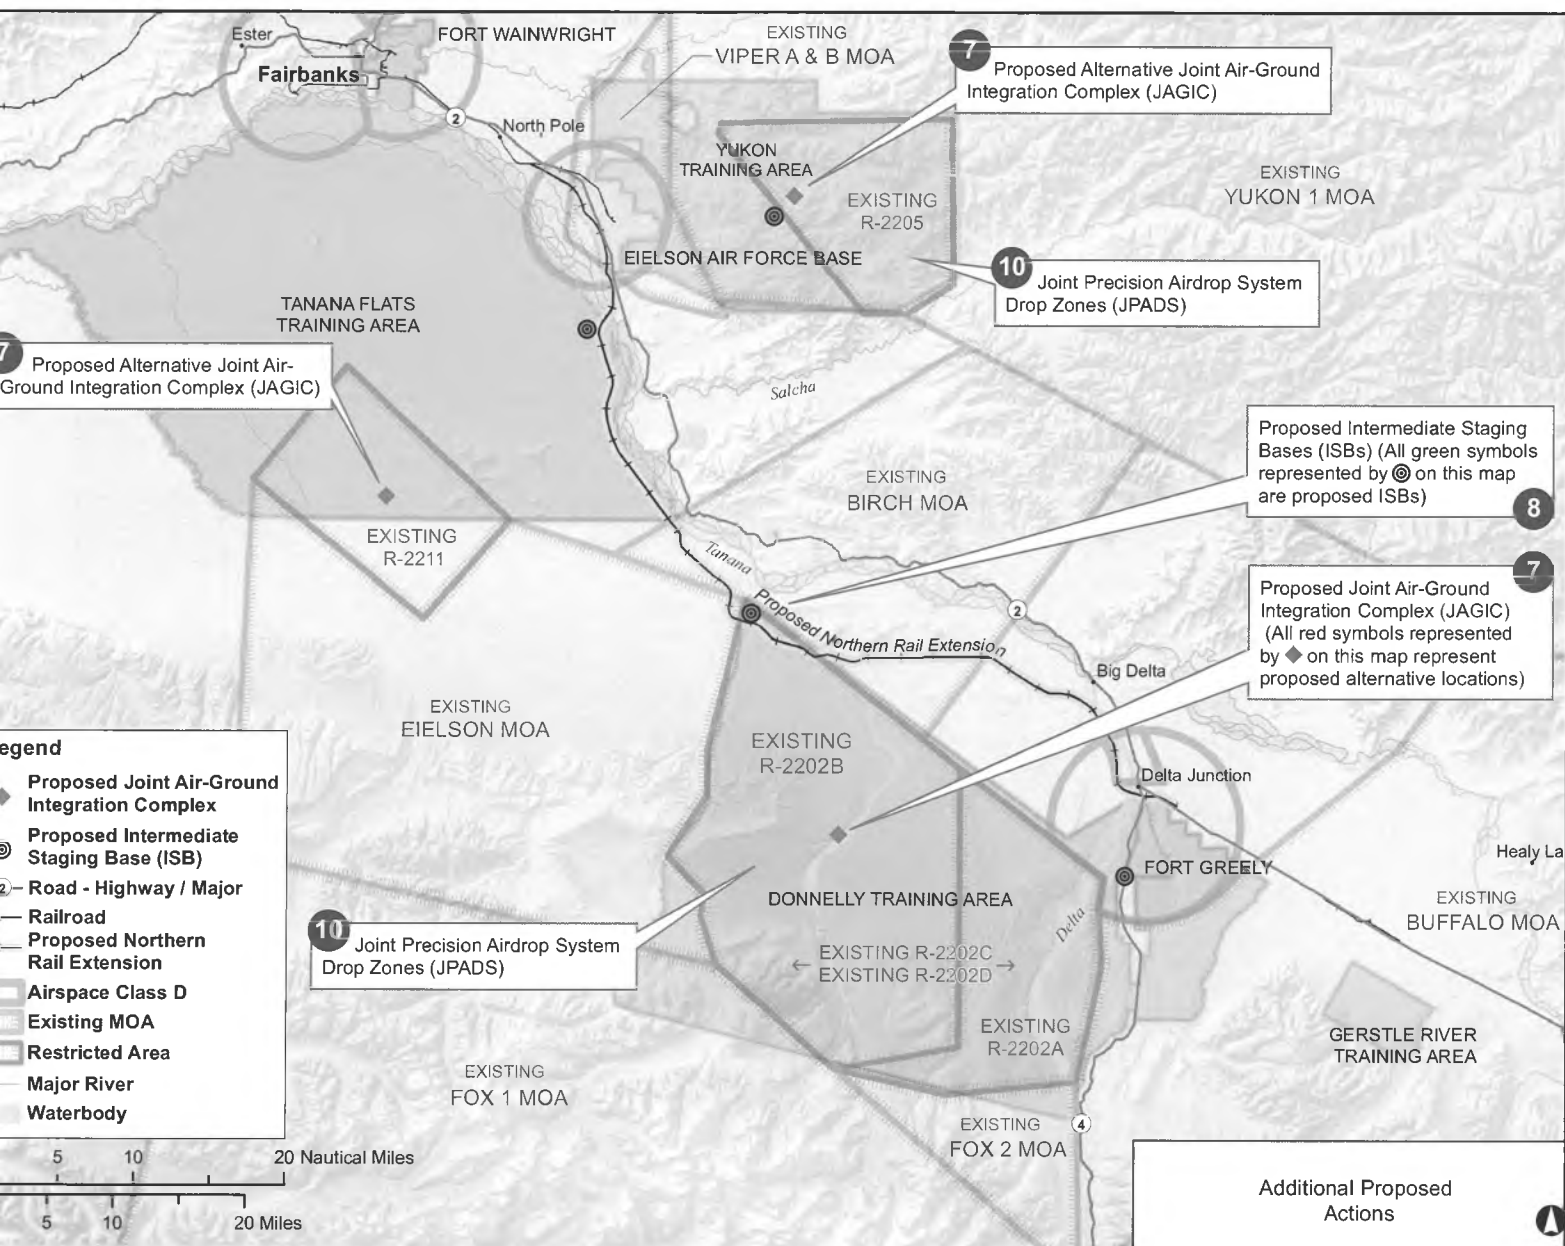 Ester
FORT WAINWRIGHT
EXISTING
VIPER A & B MOA
Fairbanks
7
Proposed Alternative Joint Air-Ground
Integration Complex (JAGIC)
2
North Pole
YUKON
TRAINING AREA
EXISTING
R-2205
EXISTING
YUKON 1 MOA
EIELSON AIR FORCE BASE
10
Joint Precision Airdrop System
Drop Zones (JPADS)
TANANA FLATS
TRAINING AREA
7
Proposed Alternative Joint Air-
Ground Integration Complex (JAGIC)
Salcha
Proposed Intermediate Staging
Bases (ISBs) (All green symbols
represented by on this map
are proposed ISBs)
8
EXISTING
BIRCH MOA
EXISTING
R-2211
Tanana
7
Proposed Joint Air-Ground
Integration Complex (JAGIC)
(All red symbols represented
by on this map represent
proposed alternative locations)
2
Proposed Northern Rail Extension
Big Delta
EXISTING
EIELSON MOA
EXISTING
R-2202B
Delta Junction
egend
Proposed Joint Air-Ground
Integration Complex
Proposed Intermediate
Staging Base (ISB)
2
Road - Highway / Major
Railroad
Proposed Northern
Rail Extension
Airspace Class D
Existing MOA
Restricted Area
Major River
Waterbody
Healy La
FORT GREELY
EXISTING
BUFFALO MOA
DONNELLY TRAINING AREA
Delta
10
Joint Precision Airdrop System
Drop Zones (JPADS)
← EXISTING R-2202C
EXISTING R-2202D →
EXISTING
R-2202A
GERSTLE RIVER
TRAINING AREA
EXISTING
FOX 1 MOA
EXISTING
FOX 2 MOA
4
5 10 20 Nautical Miles
5 10 20 Miles
Additional Proposed
Actions